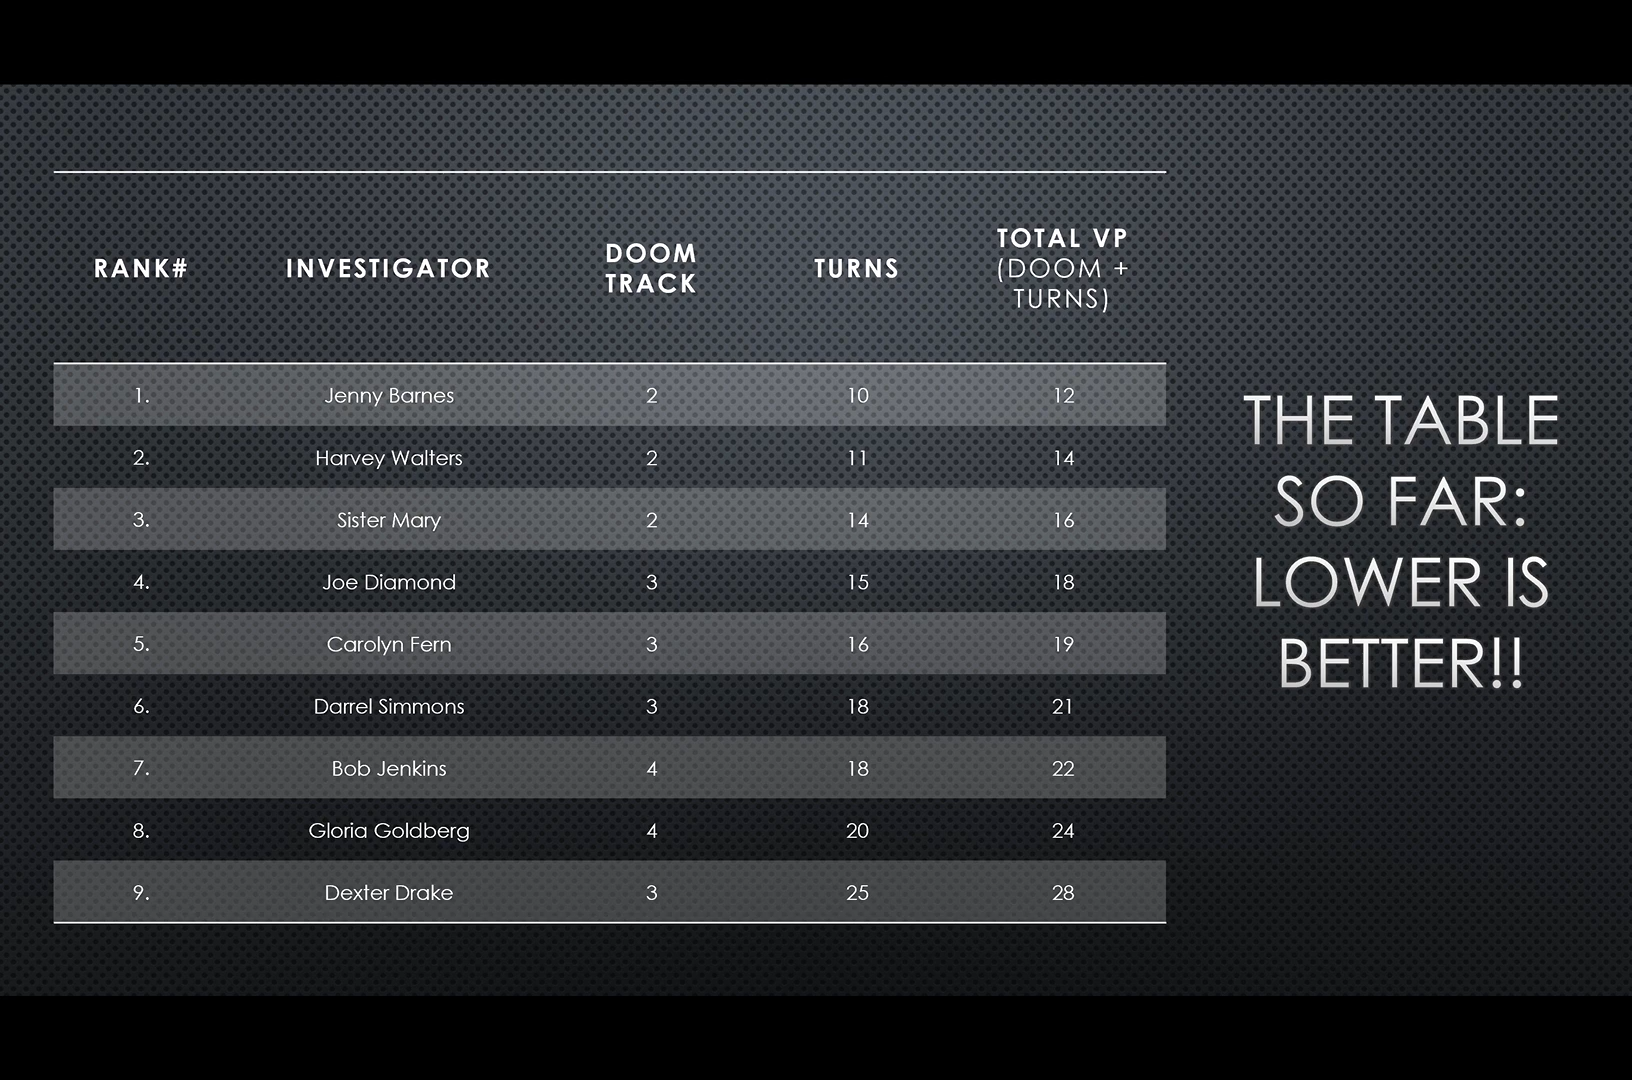 RANK# INVESTIGATOR DOOM TRACK TURNS TOTAL VP (DOOM + TURNS)
1. Jenny Barnes 2 10 12
2. Harvey Walters 2 11 14
3. Sister Mary 2 14 16
4. Joe Diamond 3 15 18
5. Carolyn Fern 3 16 19
6. Darrel Simmons 3 18 21
7. Bob Jenkins 4 18 22
8. Gloria Goldberg 4 20 24
9. Dexter Drake 3 25 28
THE TABLE
SO FAR:
LOWER IS
BETTER!!